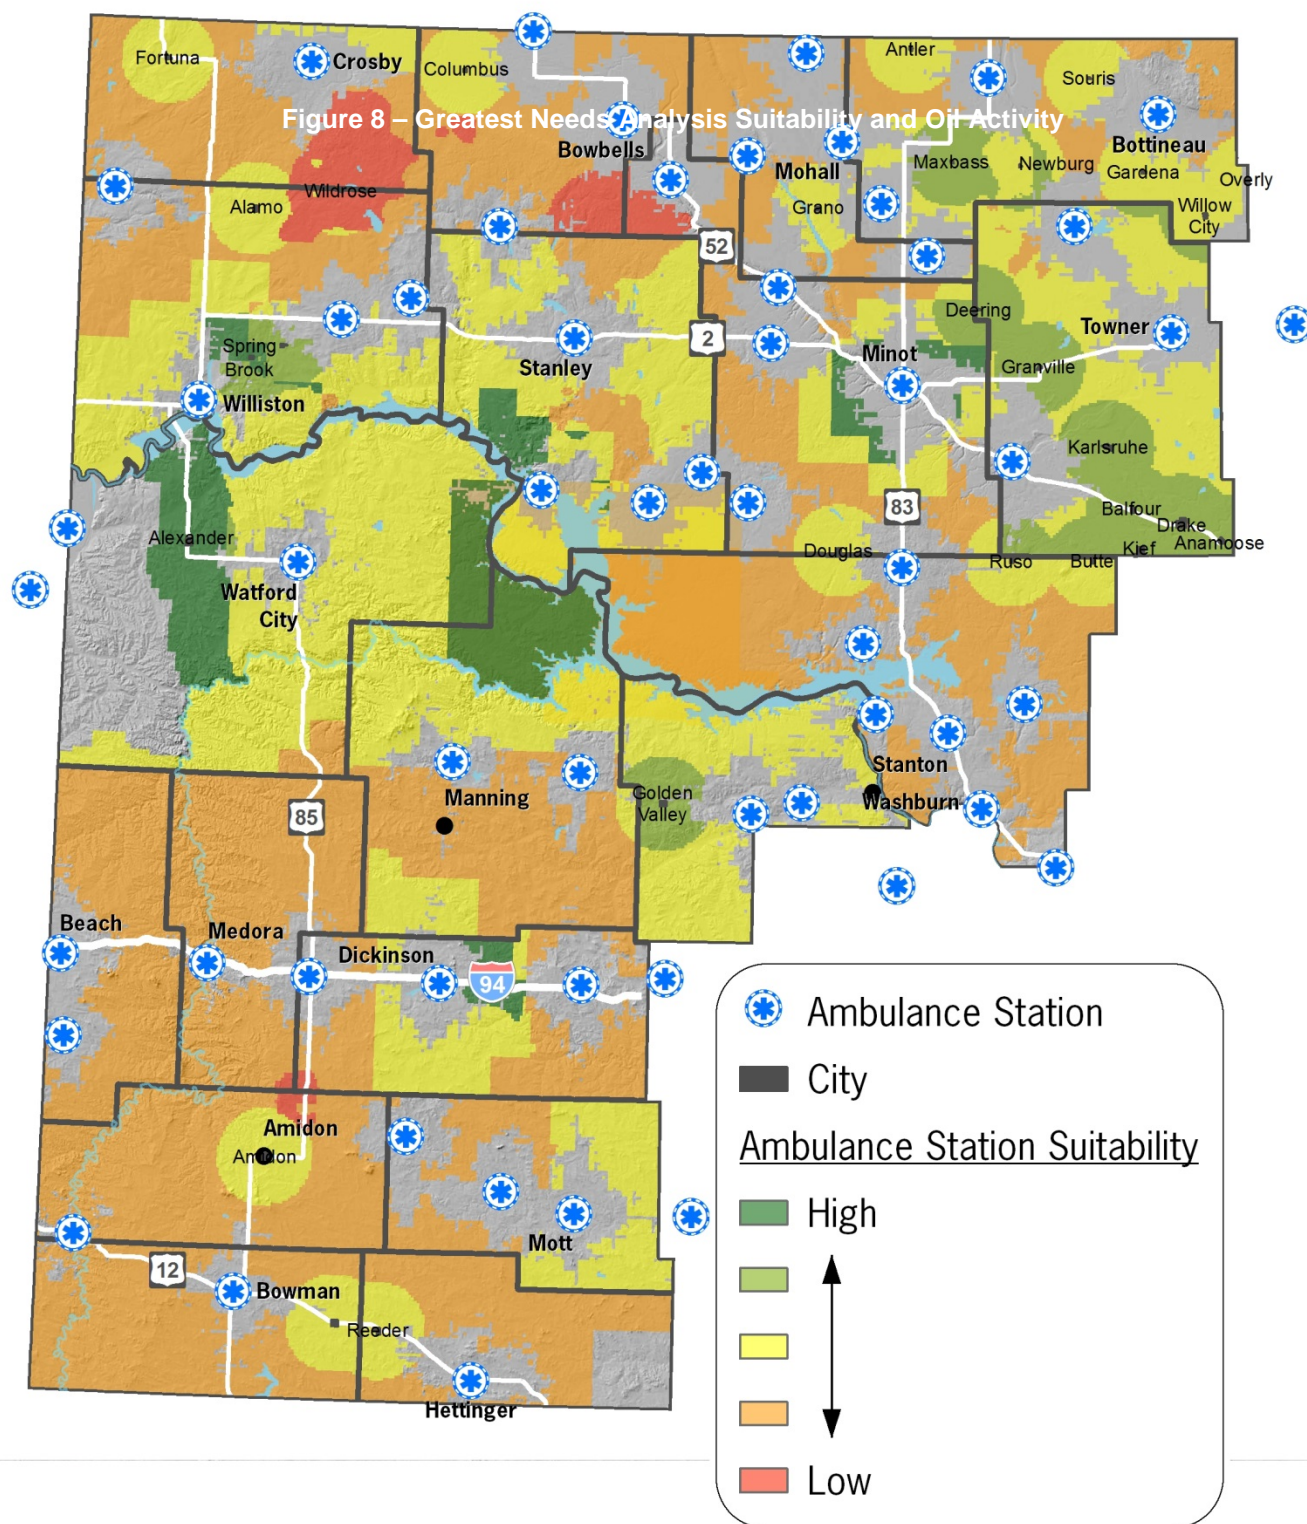 Fortuna
Crosby
Columbus
Antler
Souris
Figure 8 – Greatest Needs Analysis Suitability and Oil Activity
Bowbells
Mohall
Maxbass
Newburg
Bottineau
Gardena
Overly
Wildrose
Alamo
Grano
Willow
City
52
Deering
Spring
Brook
Stanley
2
Minot
Towner
Granville
Williston
Karlsruhe
83
Balfour
Drake
Alexander
Douglas
Kief
Anamoose
Ruso
Butte
Watford
City
Stanton
Manning
Golden
Valley
Washburn
85
Beach
Medora
Dickinson
94
Amidon
Amidon
Mott
12
Bowman
Reeder
Hettinger
Ambulance Station
City
Ambulance Station Suitability
High
Low